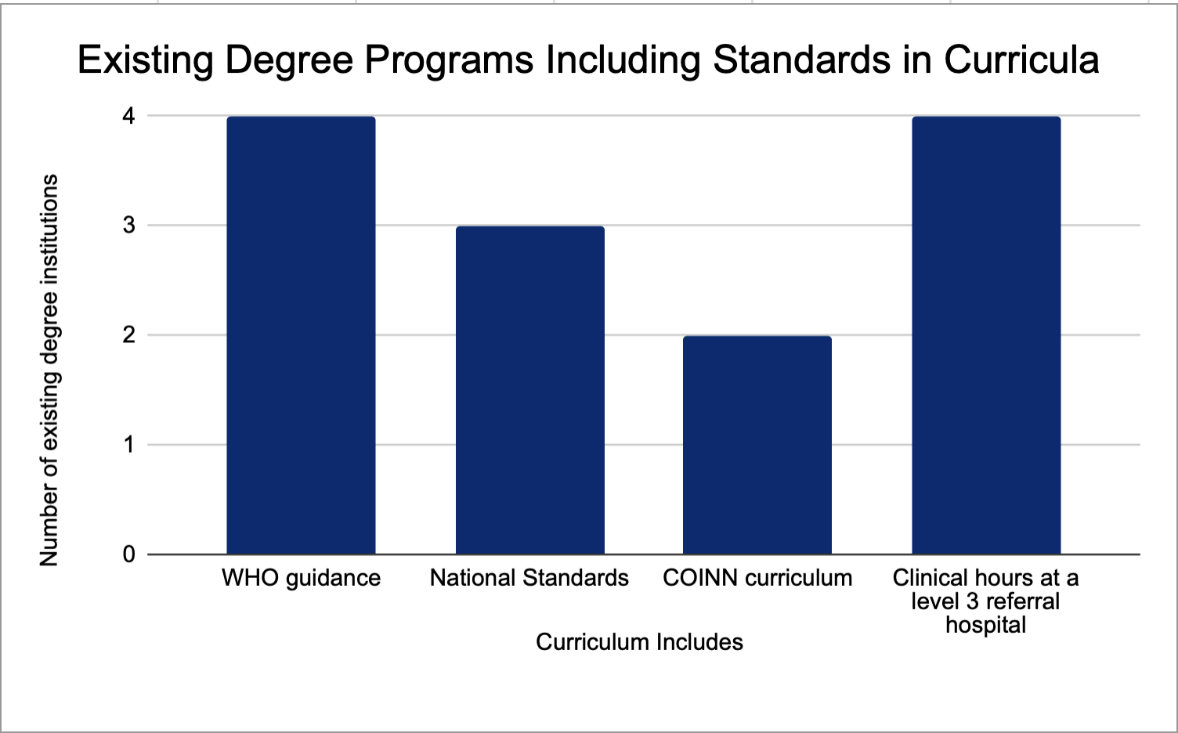 Existing Degree Programs Including Standards in Curricula
Number of existing degree institutions
4
3
2
1
0
WHO guidance
National Standards
COINN curriculum
Clinical hours at a
level 3 referral
hospital
Curriculum Includes